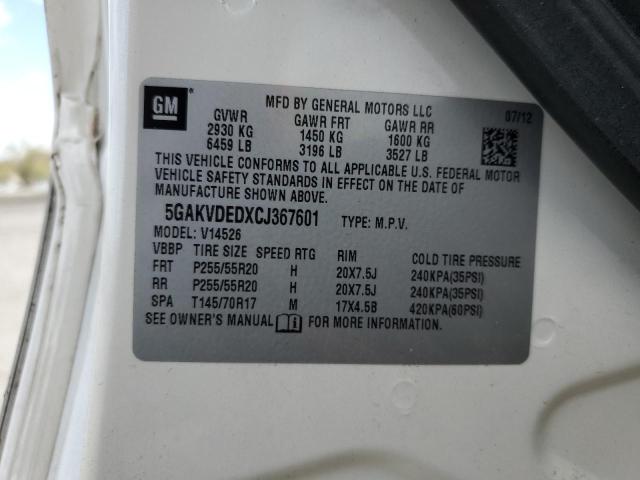 GM
MFD BY GENERAL MOTORS LLC 07/12
GVWR GAWR FRT GAWR RR
2930 KG 1450 KG 1600 KG
6459 LB 3196 LB 3527 LB
THIS VEHICLE CONFORMS TO ALL APPLICABLE U.S. FEDERAL MOTOR
VEHICLE SAFETY STANDARDS IN EFFECT ON THE DATE OF
MANUFACTURE SHOWN ABOVE.
5GAKVDEDXCJ367601 TYPE: M.P.V.
MODEL: V14526
VBBP TIRE SIZE SPEED RTG RIM COLD TIRE PRESSURE
FRT P255/55R20 H 20X7.5J 240KPA(35PSI)
RR P255/55R20 H 20X7.5J 240KPA(35PSI)
SPA T145/70R17 M 17X4.5B 420KPA(60PSI)
SEE OWNER'S MANUAL FOR MORE INFORMATION.